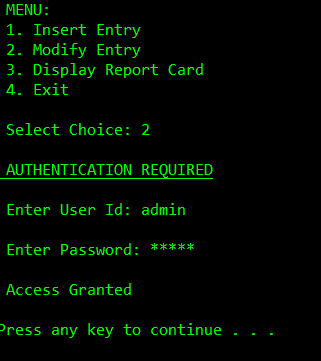 MENU:
1. Insert Entry
2. Modify Entry
3. Display Report Card
4. Exit
Select Choice: 2
AUTHENTICATION REQUIRED
Enter User Id: admin
Enter Password: *****
Access Granted
Press any key to continue . . .